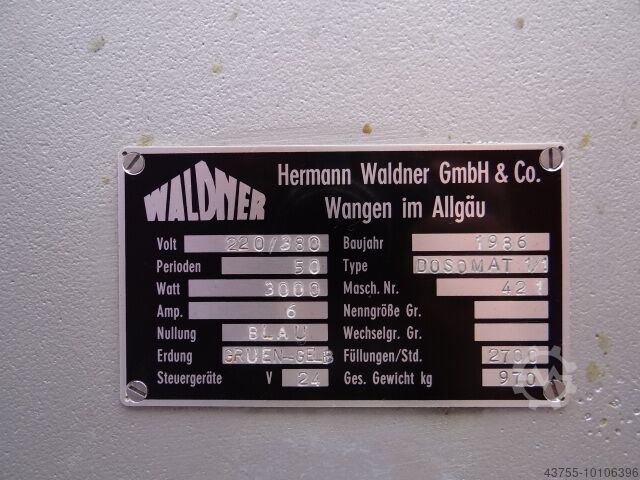 WALDNER
Hermann Waldner GmbH & Co.
Wangen im Allgäu
Volt 220/380
Perioden 50
Watt 3000
Amp. 6
Nullung BLAU
Erdung GRUEN-GELB
Steuergeräte V 24
Baujahr 1986
Type DOSOMAT 1/1
Masch. Nr. 421
Nenngröße Gr.
Wechselgr. Gr.
Füllungen/Std. 2700
Ges. Gewicht kg 970
43755-10106396